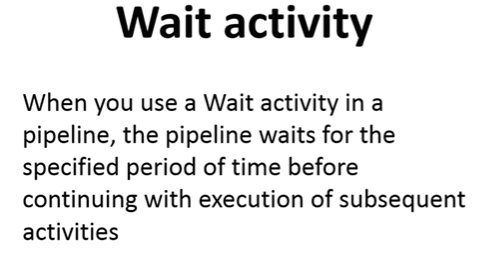 Wait activity
When you use a Wait activity in a
pipeline, the pipeline waits for the
specified period of time before
continuing with execution of subsequent
activities